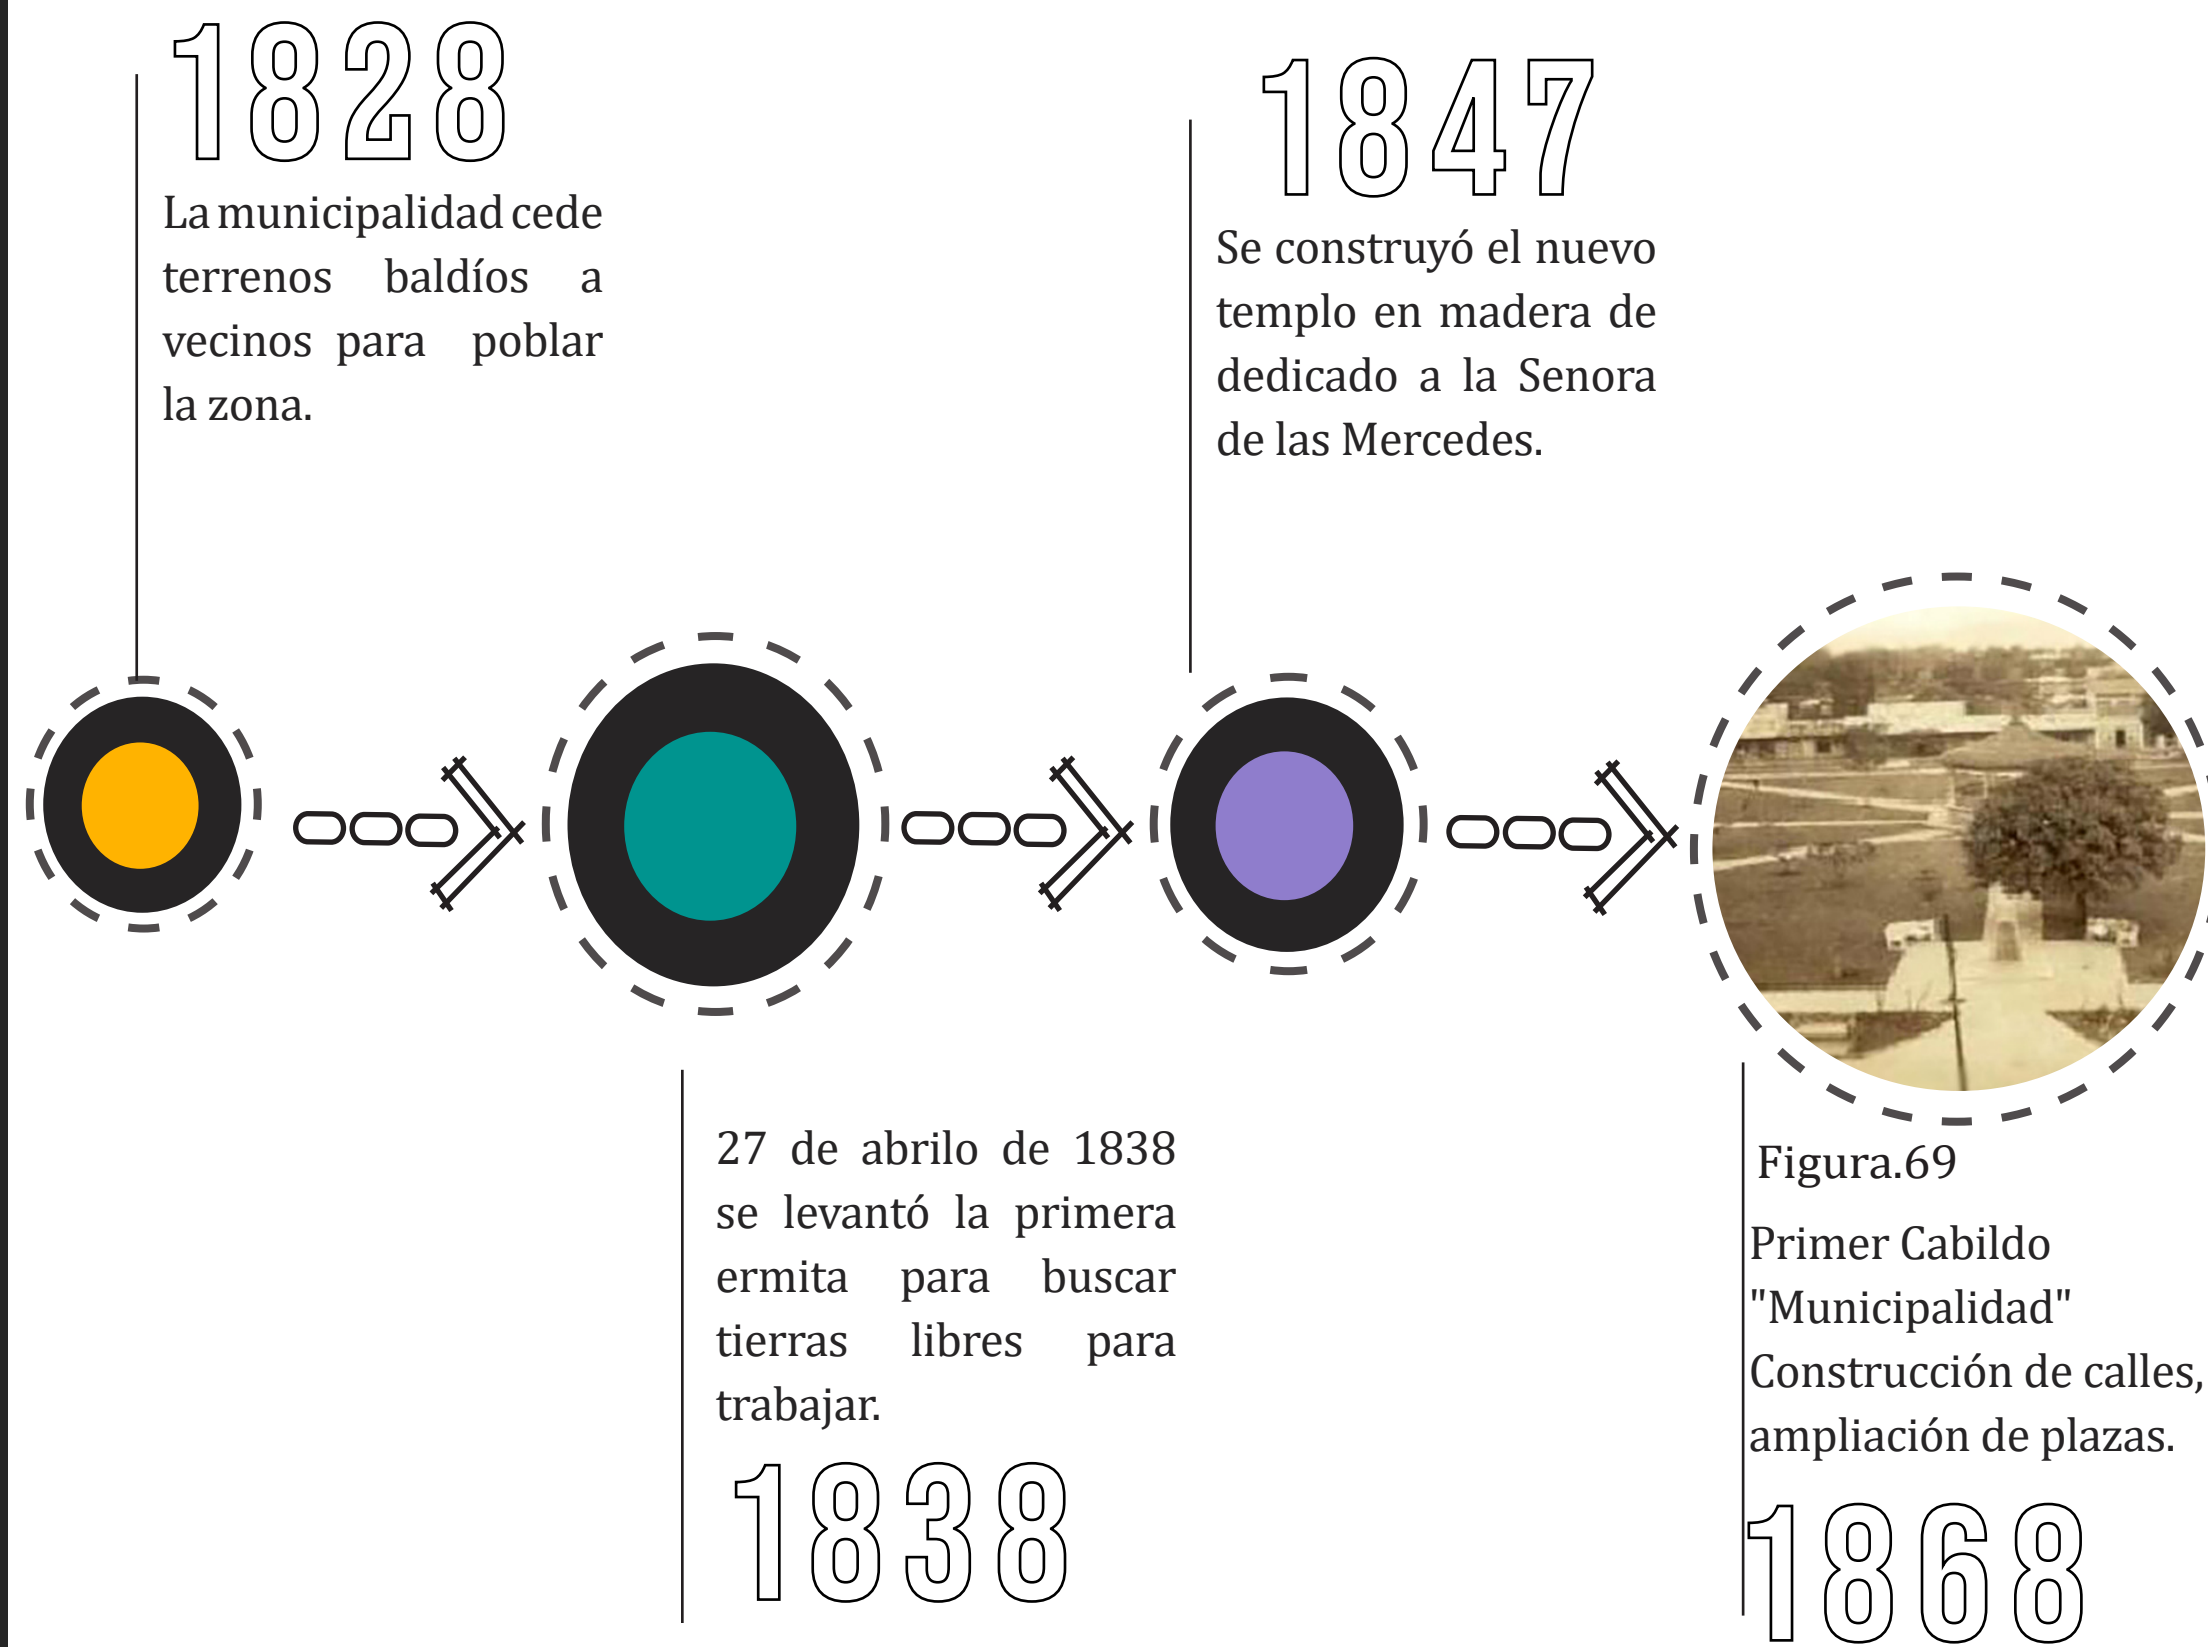 1828
La municipalidad cede
terrenos baldíos a
vecinos para poblar
la zona.
27 de abrilo de 1838
se levantó la primera
ermita para buscar
tierras libres para
trabajar.
1838
1847
Se construyó el nuevo
templo en madera de
dedicado a la Senora
de las Mercedes.
Figura.69
Primer Cabildo
"Municipalidad"
Construcción de calles,
ampliación de plazas.
1868